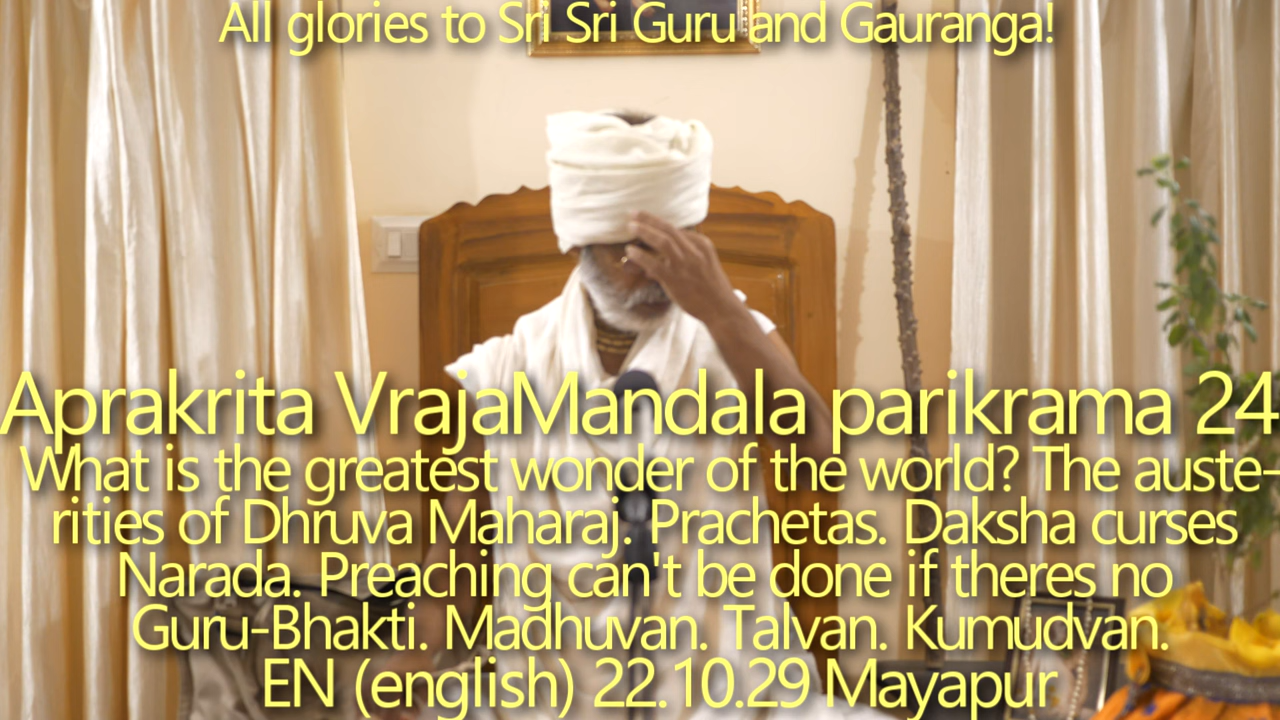 All glories to Sri Sri Guru and Gauranga!
Aprakrita VrajaMandala parikrama 24
What is the greatest wonder of the world? The auste-
rities of Dhruva Maharaj. Prachetas. Daksha curses
Narada. Preaching can't be done if theres no
Guru-Bhakti. Madhuvan. Talvan. Kumudvan.
EN (english) 22.10.29 Mayapur